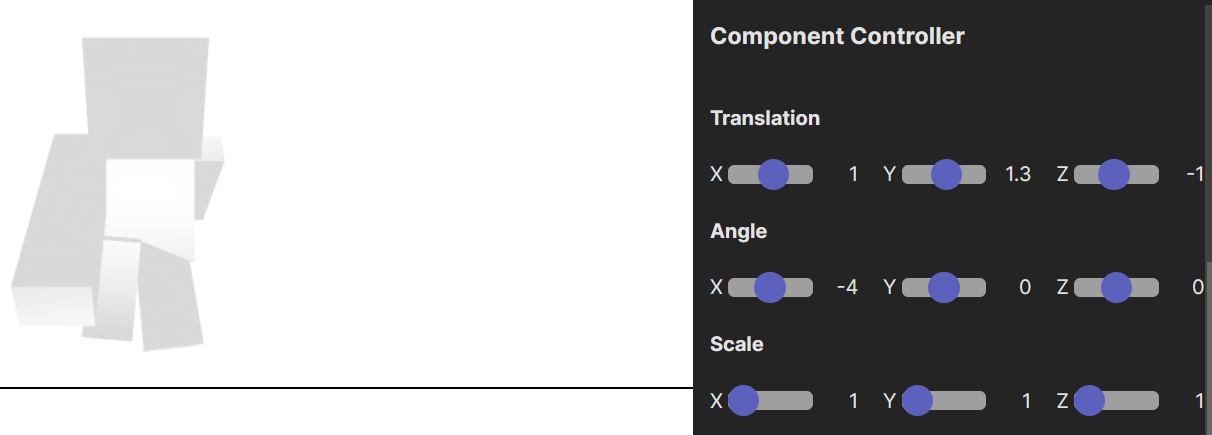 Component Controller
Translation
X 1 Y 1.3 Z -1
Angle
X -4 Y 0 Z 0
Scale
X 1 Y 1 Z 1